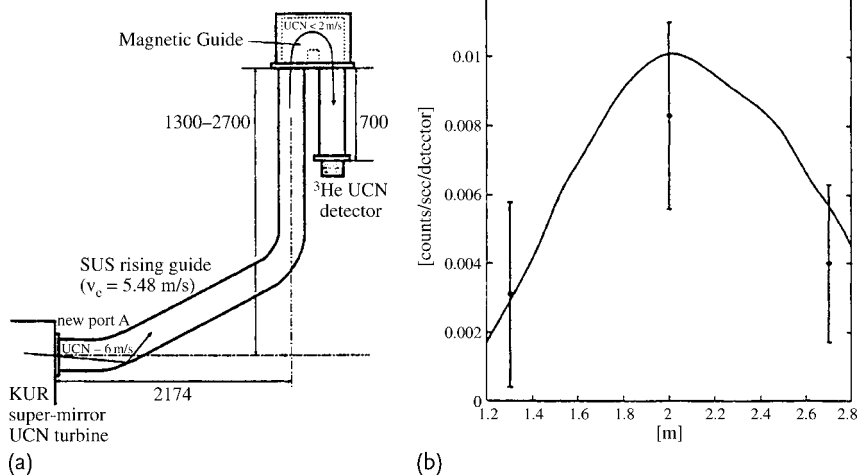 UCN < 2 m/s
Magnetic Guide
1300–2700
700
³He UCN
detector
SUS rising guide
(vc = 5.48 m/s)
new port A
UCN – 6 m/s
2174
KUR
super-mirror
UCN turbine
(a)
[counts/sec/detector]
0.01
0.008
0.006
0.004
0.002
0
1.2 1.4 1.6 1.8 2 2.2 2.4 2.6 2.8
[m]
(b)